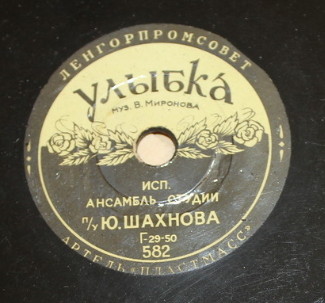 ЛЕНГОРПРОМСОВЕТ
УЛЫБКА́
МУЗ. В. МИРОНОВА
ИСП.
АНСАМБЛЬ СТУДИИ
п/у Ю. ШАХНОВА
Г-29-50
582
АРТЕЛЬ «ПЛАСТМАСС»